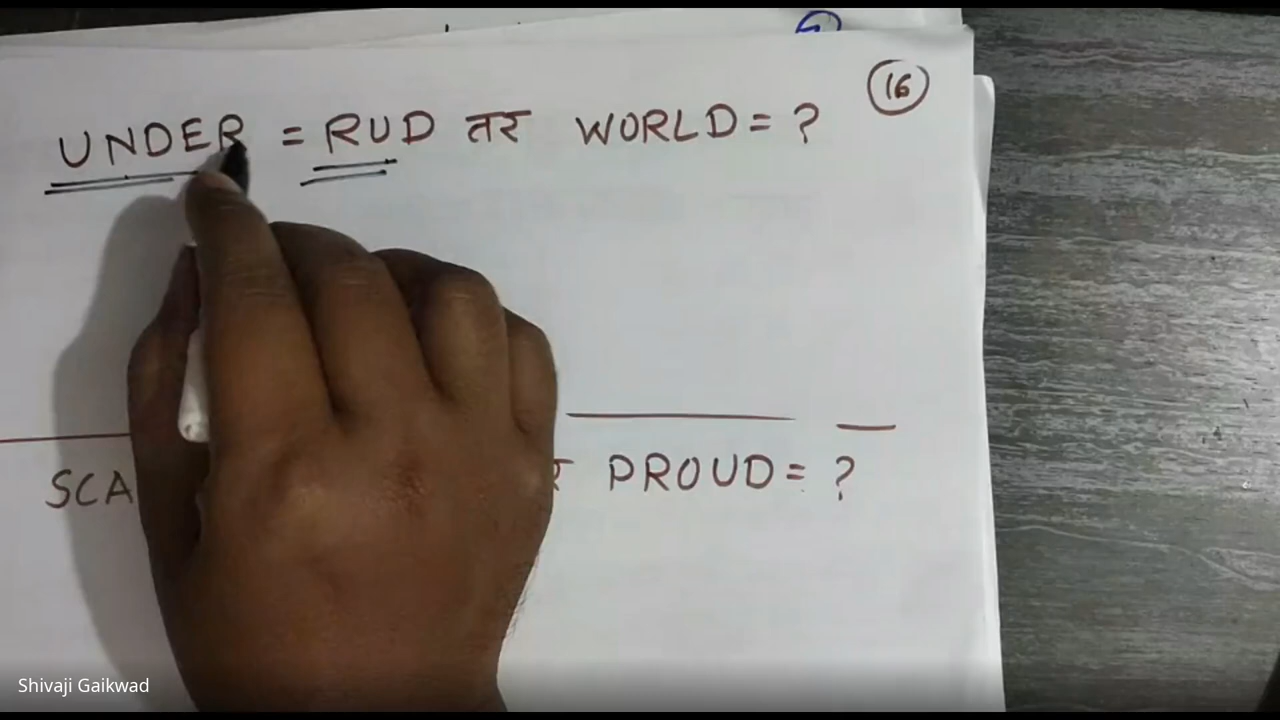 16
UNDER = RUD तर WORLD = ?
SCA PROUD = ?
Shivaji Gaikwad